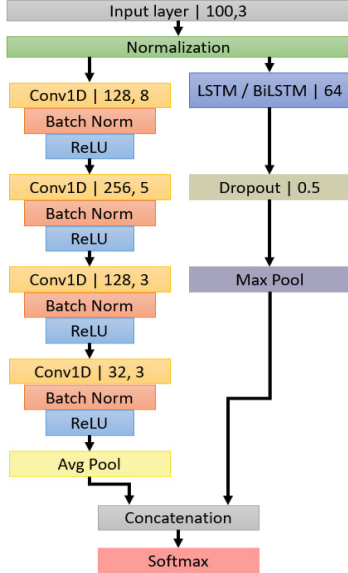 Input layer | 100,3
Normalization
Conv1D | 128, 8
Batch Norm
ReLU
Conv1D | 256, 5
Batch Norm
ReLU
Conv1D | 128, 3
Batch Norm
ReLU
Conv1D | 32, 3
Batch Norm
ReLU
Avg Pool
LSTM / BiLSTM | 64
Dropout | 0.5
Max Pool
Concatenation
Softmax